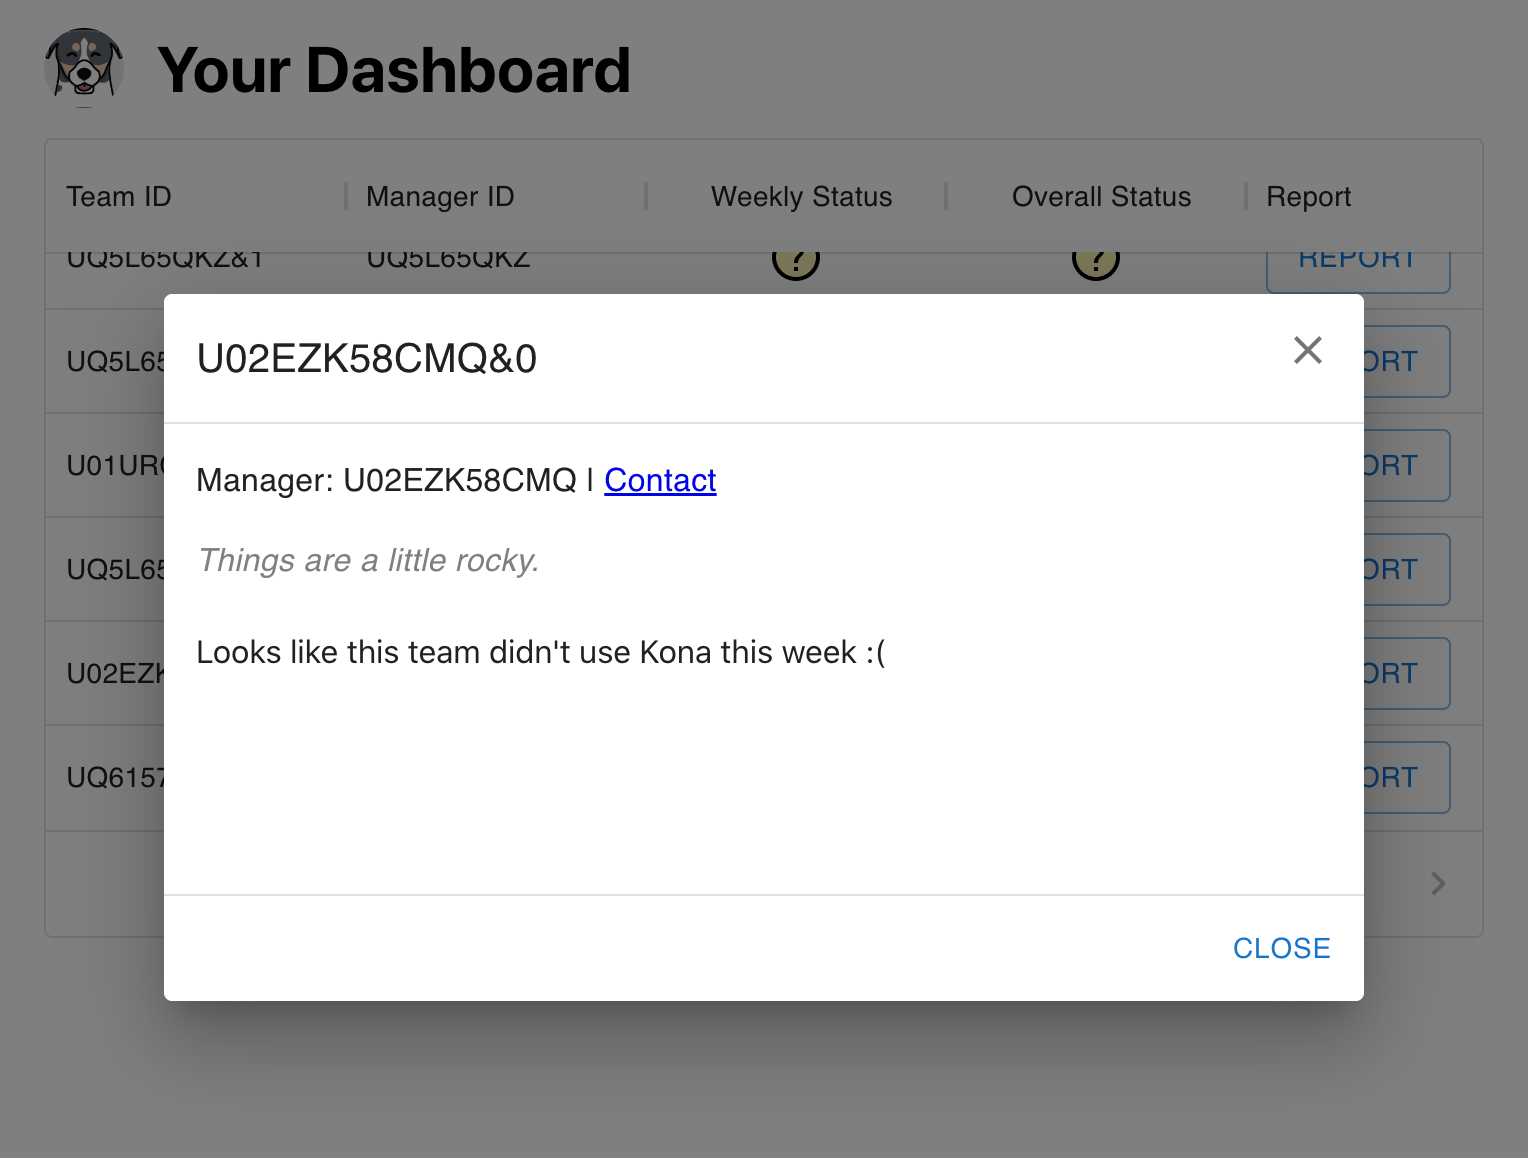 Your Dashboard
Team ID Manager ID Weekly Status Overall Status Report
UQ5L65QKZ&1 UQ5L65QKZ ? ? REPORT
U02EZK58CMQ&0
Manager: U02EZK58CMQ | Contact
Things are a little rocky.
Looks like this team didn't use Kona this week :(
CLOSE
UQ5L65 ORT
U01UR ORT
UQ5L65 ORT
U02EZK ORT
UQ6157 ORT